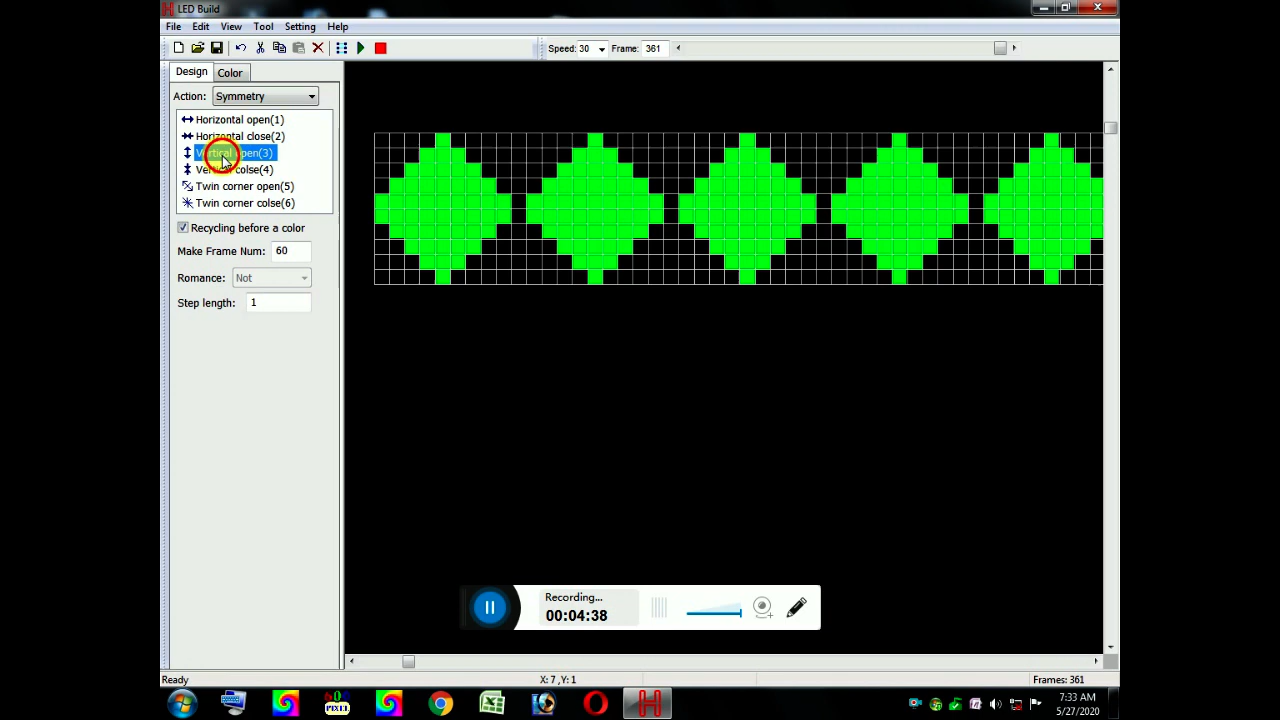 LED Build
File Edit View Tool Setting Help
Speed: 30 Frame: 361
Design Color
Action: Symmetry
Horizontal open(1)
Horizontal close(2)
Vertical open(3)
Vertical colse(4)
Twin corner open(5)
Twin corner colse(6)
Recycling before a color
Make Frame Num: 60
Romance: Not
Step length: 1
Recording...
00:04:38
Ready X: 7 ,Y: 1 Frames: 361
PIXEL
7:33 AM
5/27/2020